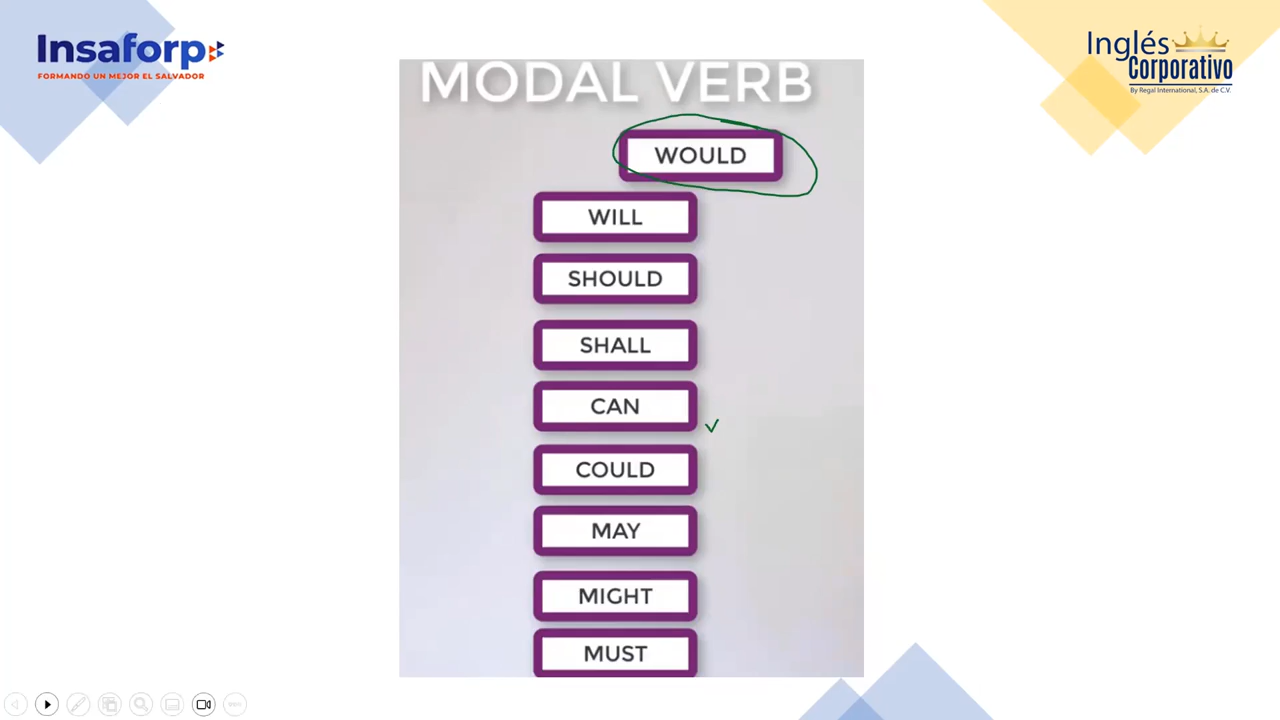 Insaforp
FORMANDO UN MEJOR EL SALVADOR
Inglés
Corporativo
By Regal International, S.A. de C.V.
MODAL VERB
WOULD
WILL
SHOULD
SHALL
CAN
COULD
MAY
MIGHT
MUST